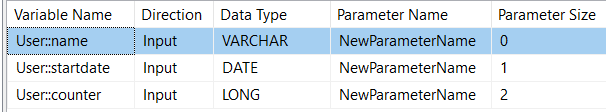 Variable Name Direction Data Type Parameter Name Parameter Size
User::name Input VARCHAR NewParameterName 0
User::startdate Input DATE NewParameterName 1
User::counter Input LONG NewParameterName 2